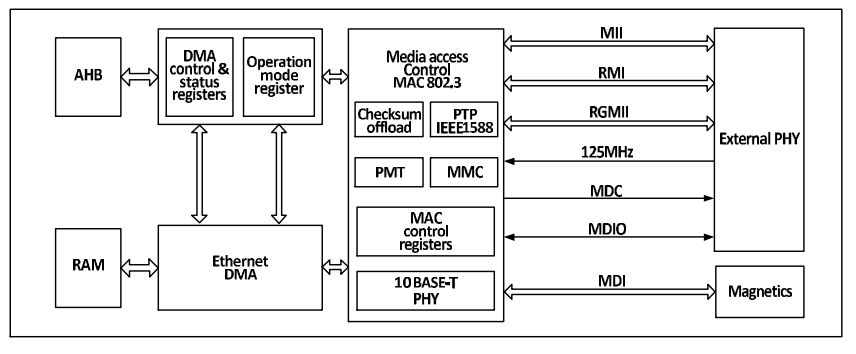 AHB
DMA
control &
status
registers
Operation
mode
register
Media access
Control
MAC 802.3
Checksum
offload
PTP
IEEE1588
PMT
MMC
MAC
control
registers
10 BASE-T
PHY
RAM
Ethernet
DMA
MII
RMI
RGMII
125MHz
MDC
MDIO
MDI
External PHY
Magnetics